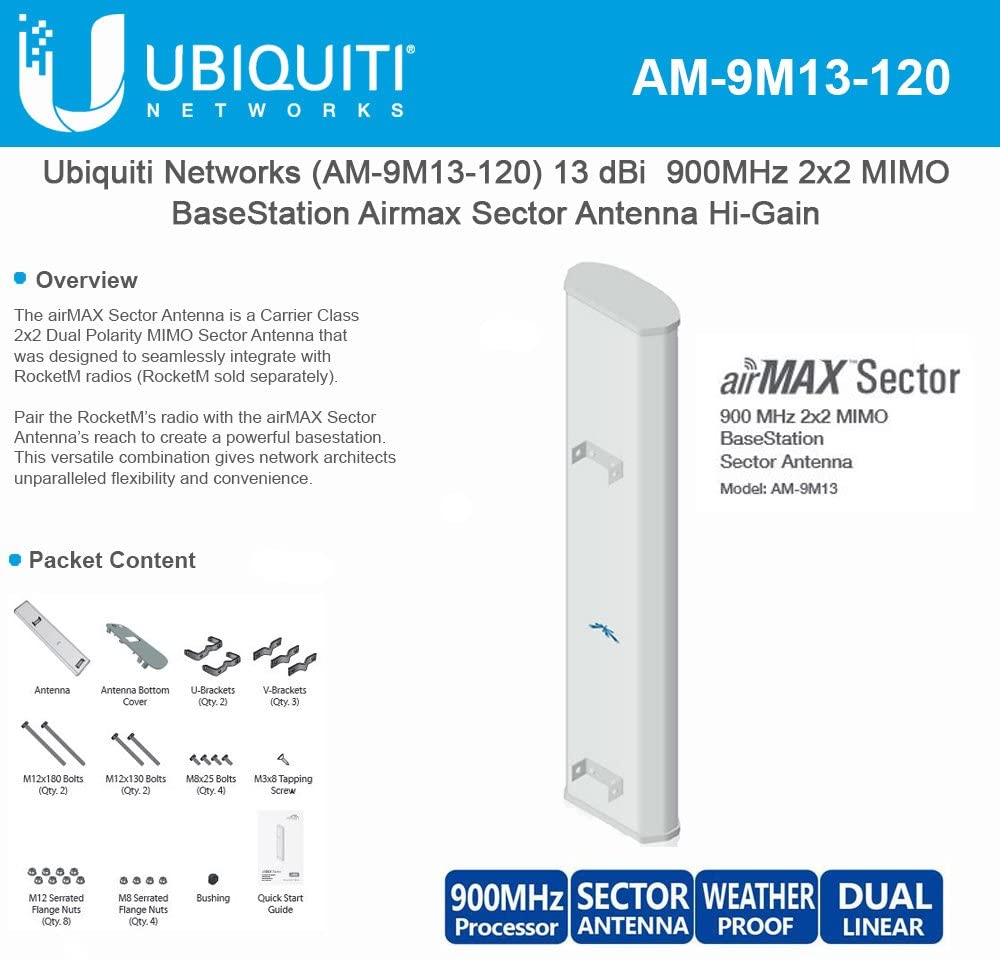 UBIQUITI®
NETWORKS
AM-9M13-120
Ubiquiti Networks (AM-9M13-120) 13 dBi 900MHz 2x2 MIMO
BaseStation Airmax Sector Antenna Hi-Gain
Overview
The airMAX Sector Antenna is a Carrier Class
2x2 Dual Polarity MIMO Sector Antenna that
was designed to seamlessly integrate with
RocketM radios (RocketM sold separately).
Pair the RocketM's radio with the airMAX Sector
Antenna's reach to create a powerful basestation.
This versatile combination gives network architects
unparalleled flexibility and convenience.
airMAX™ Sector
900 MHz 2x2 MIMO
BaseStation
Sector Antenna
Model: AM-9M13
Packet Content
Antenna
Antenna Bottom
Cover
U-Brackets
(Qty. 2)
V-Brackets
(Qty. 3)
M12x180 Bolts
(Qty. 2)
M12x130 Bolts
(Qty. 2)
M8x25 Bolts
(Qty. 4)
M3x8 Tapping
Screw
M12 Serrated
Flange Nuts
(Qty. 8)
M8 Serrated
Flange Nuts
(Qty. 4)
Bushing
Quick Start
Guide
900MHz
Processor
SECTOR
ANTENNA
WEATHER
PROOF
DUAL
LINEAR